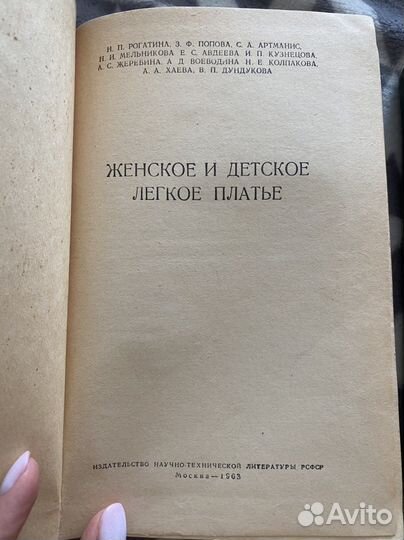 Н. П. РОГАТИНА, З. Ф. ПОПОВА, С. А. АРТМАНИС,
Н. И. МЕЛЬНИКОВА Е. С. АВДЕЕВА И. П. КУЗНЕЦОВА,
А. С. ЖЕРЕБИНА, А. Д. ВОЕВОДИНА Н. Е. КОЛПАКОВА,
А. А. ХАЕВА, В. П. ДУНДУКОВА
ЖЕНСКОЕ И ДЕТСКОЕ
ЛЕГКОЕ ПЛАТЬЕ
ИЗДАТЕЛЬСТВО НАУЧНО-ТЕХНИЧЕСКОЙ ЛИТЕРАТУРЫ РСФСР
Москва—1963
Avito